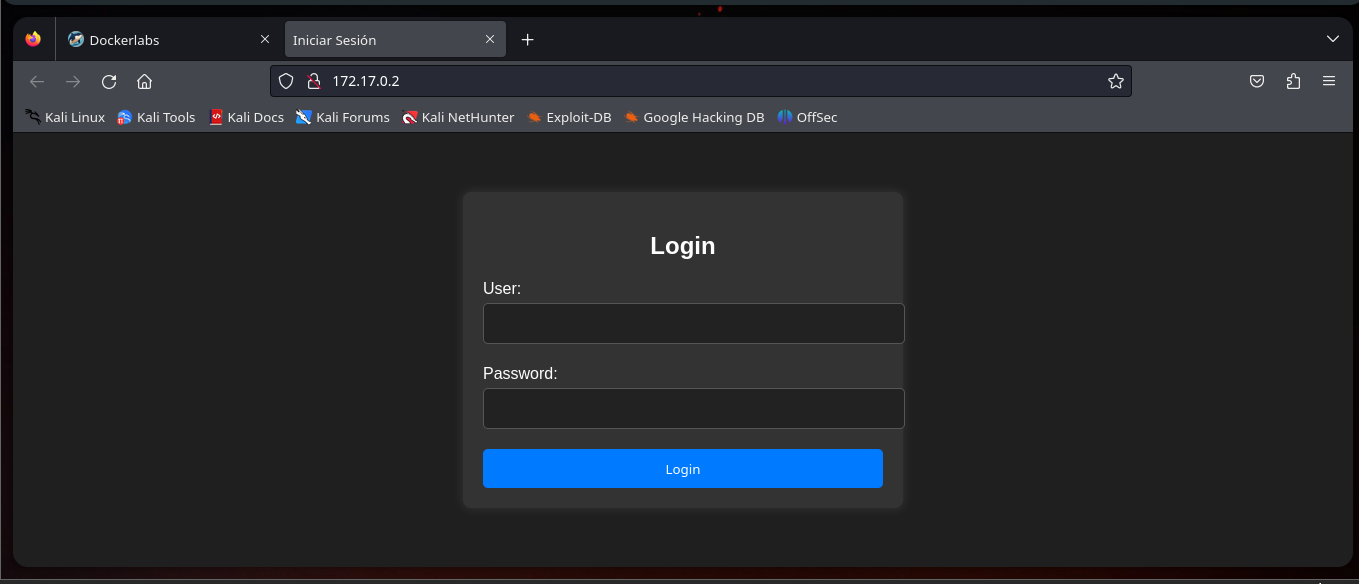 Dockerlabs
Iniciar Sesión
172.17.0.2
Kali Linux Kali Tools Kali Docs Kali Forums Kali NetHunter Exploit-DB Google Hacking DB OffSec
Login
User:
Password:
Login